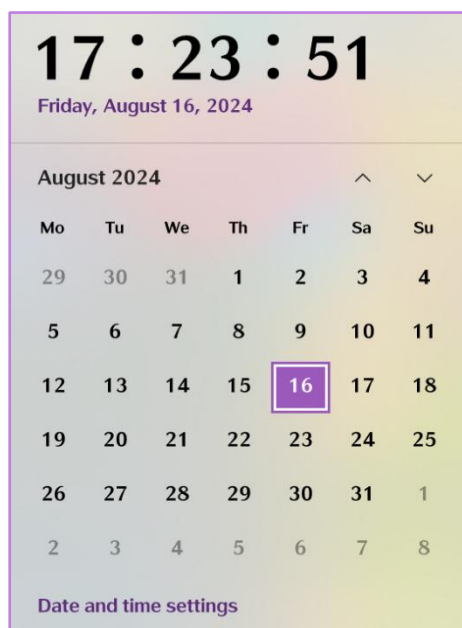 17 : 23 : 51
Friday, August 16, 2024
August 2024
Mo Tu We Th Fr Sa Su
29 30 31 1 2 3 4
5 6 7 8 9 10 11
12 13 14 15 16 17 18
19 20 21 22 23 24 25
26 27 28 29 30 31 1
2 3 4 5 6 7 8
Date and time settings